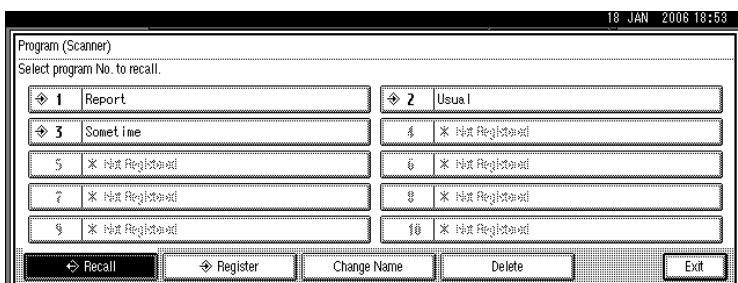 18 JAN 2006 18:53
Program (Scanner)
Select program No. to recall.
1 Report
2 Usual
3 Sometime
4 * Not Registered
5 * Not Registered
6 * Not Registered
7 * Not Registered
8 * Not Registered
9 * Not Registered
10 * Not Registered
Recall Register Change Name Delete Exit